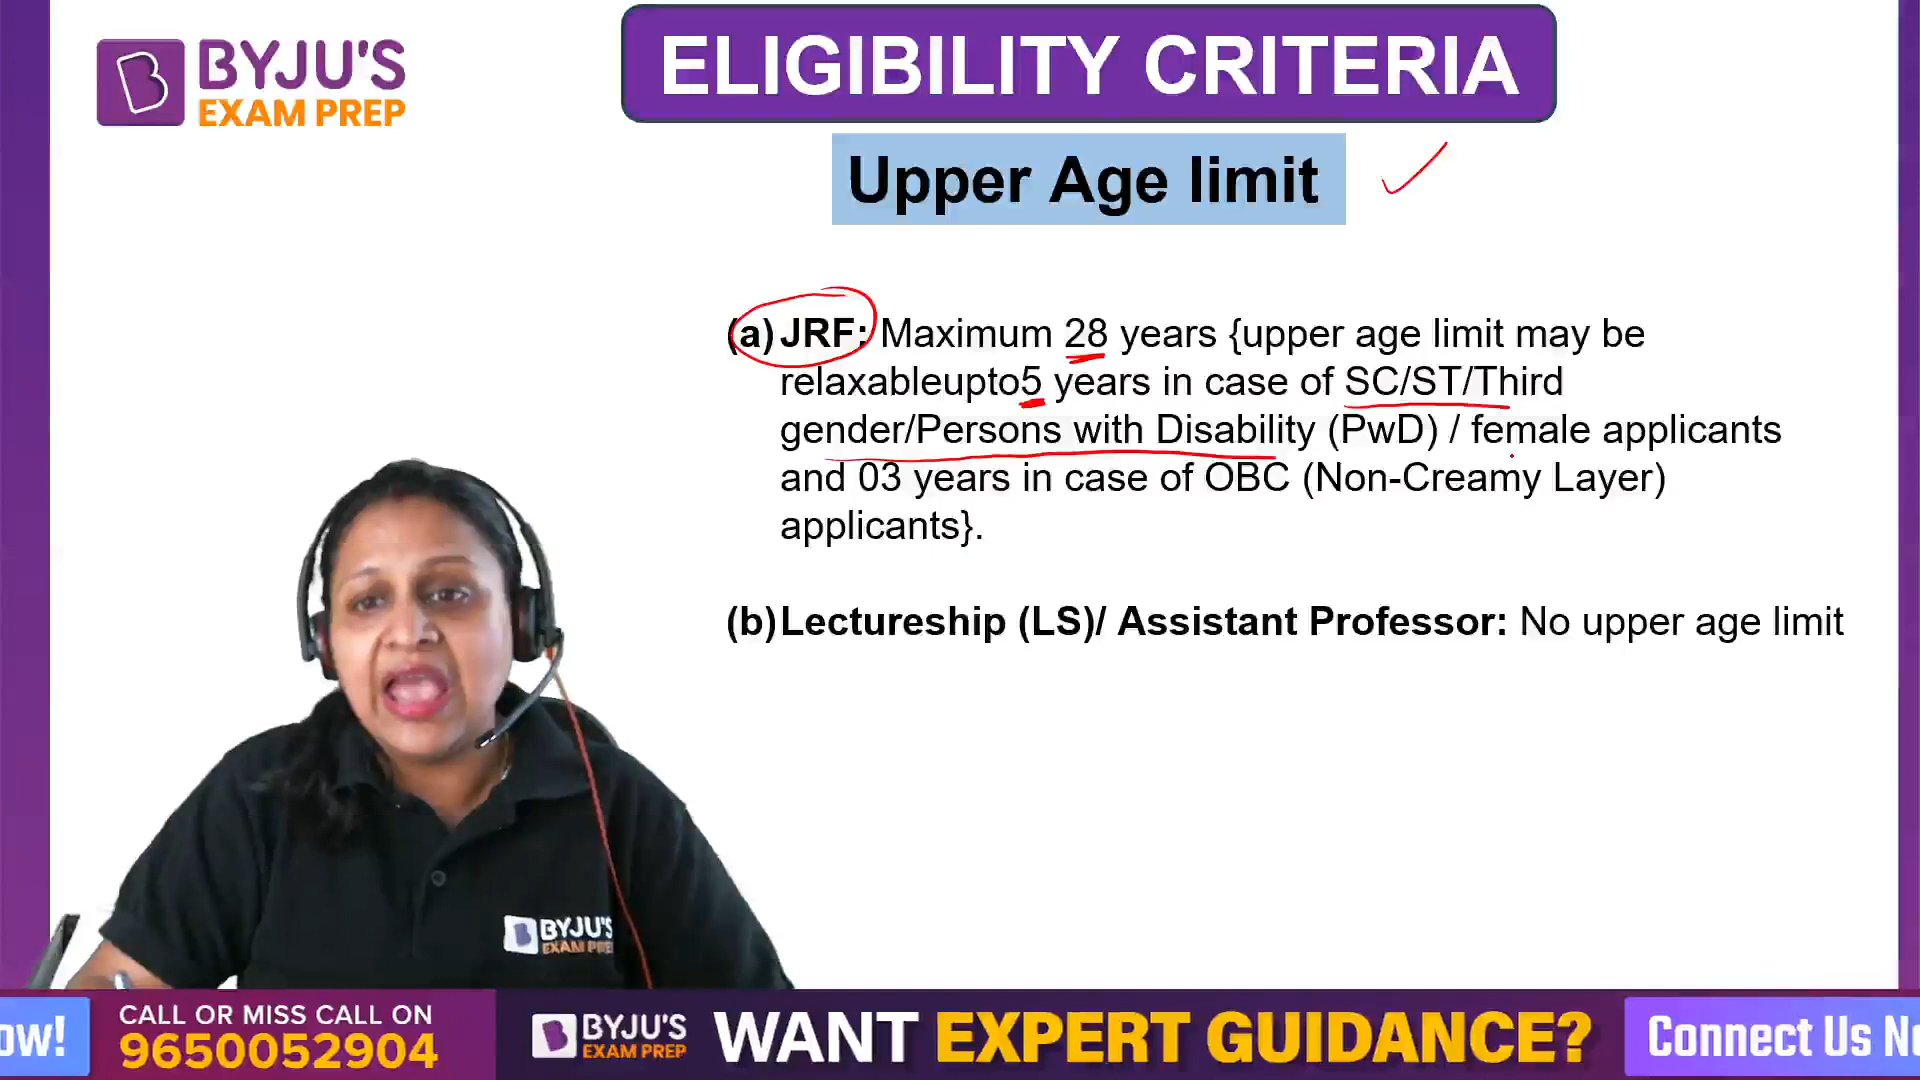 BYJU'S
EXAM PREP
ELIGIBILITY CRITERIA
Upper Age limit
(a) JRF: Maximum 28 years {upper age limit may be
relaxableupto5 years in case of SC/ST/Third
gender/Persons with Disability (PwD) / female applicants
and 03 years in case of OBC (Non-Creamy Layer)
applicants}.
(b) Lectureship (LS)/ Assistant Professor: No upper age limit
BYJU'S
EXAM PRE
ow!
CALL OR MISS CALL ON
9650052904
BYJU'S
EXAM PREP
WANT EXPERT GUIDANCE?
Connect Us No